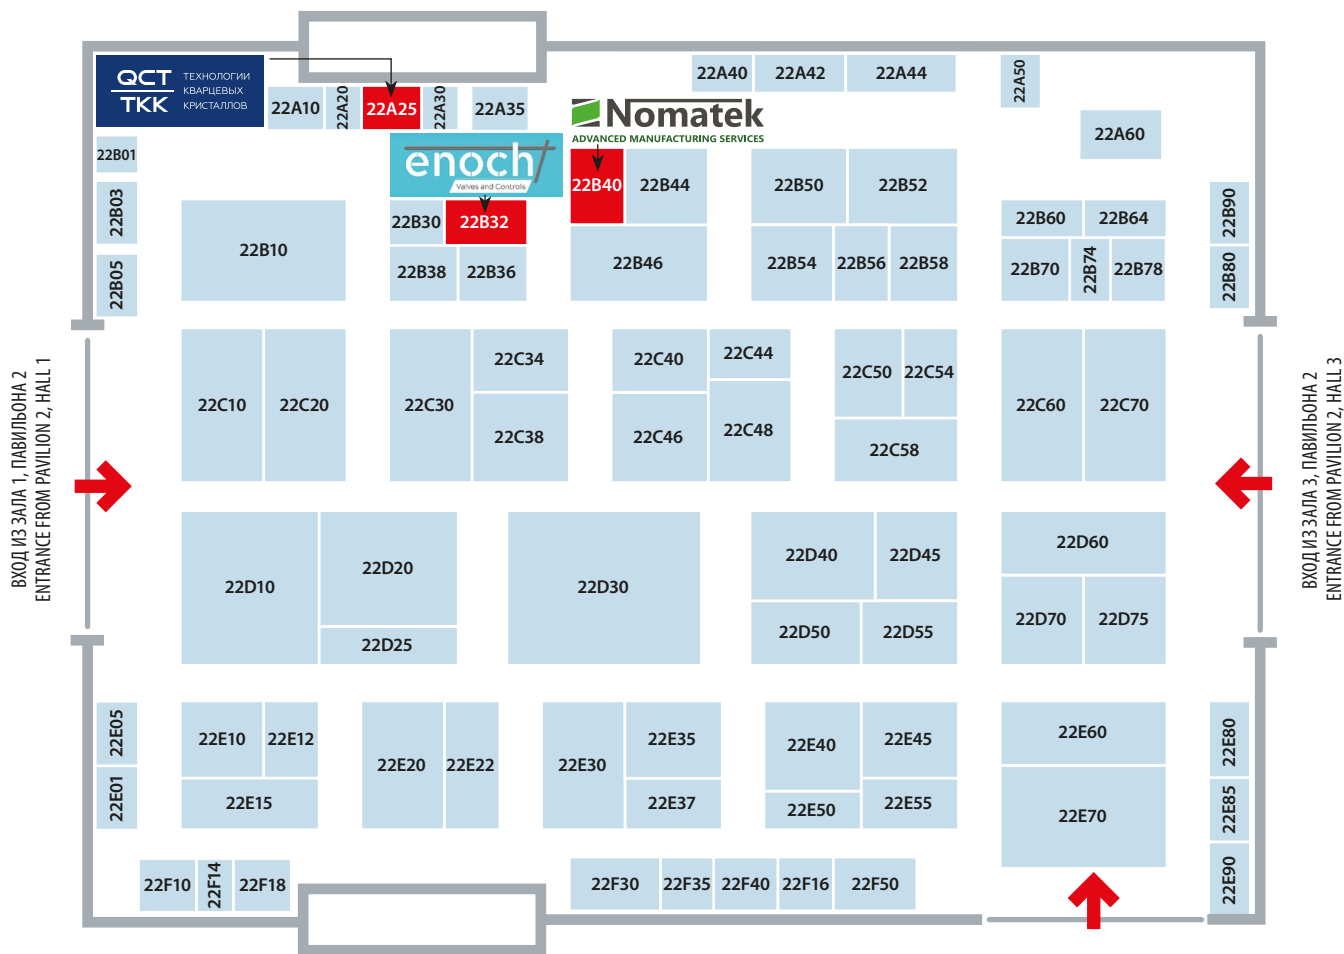 QCT
TKK
ТЕХНОЛОГИИ
КВАРЦЕВЫХ
КРИСТАЛЛОВ
22A10
22A20
22A25
22A30
22A35
Nomatek
ADVANCED MANUFACTURING SERVICES
22A40
22A42
22A44
22A50
22A60
enoch
Valves and Controls
22B01
22B03
22B05
22B10
22B30
22B32
22B38
22B36
22B40
22B44
22B46
22B50
22B52
22B54
22B56
22B58
22B60
22B64
22B70
22B74
22B78
22B90
22B80
ВХОД ИЗ ЗАЛА 1, ПАВИЛЬОНА 2
ENTRANCE FROM PAVILION 2, HALL 1
22C10
22C20
22C30
22C34
22C38
22C40
22C44
22C46
22C48
22C50
22C54
22C58
22C60
22C70
ВХОД ИЗ ЗАЛА 3, ПАВИЛЬОНА 2
ENTRANCE FROM PAVILION 2, HALL 3
22D10
22D20
22D25
22D30
22D40
22D45
22D50
22D55
22D60
22D70
22D75
22E05
22E01
22E10
22E12
22E15
22E20
22E22
22E30
22E35
22E37
22E40
22E45
22E50
22E55
22E60
22E70
22E80
22E85
22E90
22F10
22F14
22F18
22F30
22F35
22F40
22F16
22F50